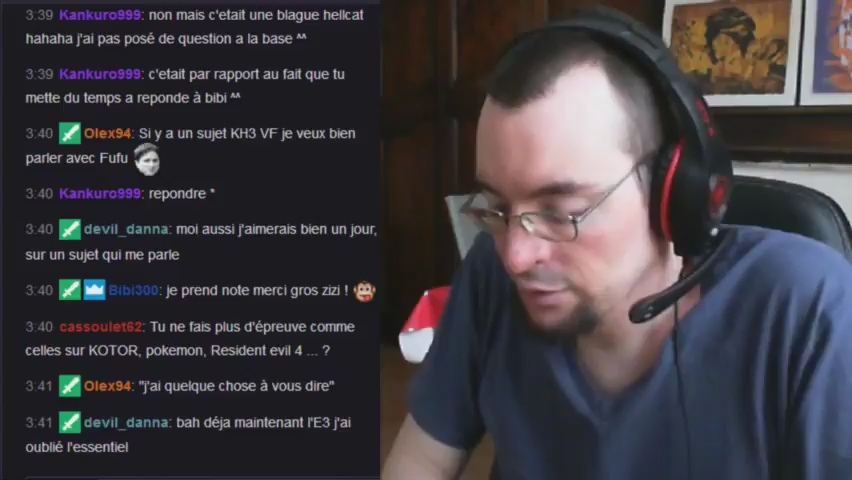 3:39 Kankuro999: non mais c'etait une blague hellcat
hahaha j'ai pas posé de question a la base ^^
3:39 Kankuro999: c'etait par rapport au fait que tu
mette du temps a reponde à bibi ^^
3:40 Olex94: Si y a un sujet KH3 VF je veux bien
parler avec Fufu
3:40 Kankuro999: repondre *
3:40 devil_danna: moi aussi j'aimerais bien un jour,
sur un sujet qui me parle
3:40 Bibi300: je prend note merci gros zizi !
3:40 cassoulet62: Tu ne fais plus d'épreuve comme
celles sur KOTOR, pokemon, Resident evil 4 ... ?
3:41 Olex94: "j'ai quelque chose à vous dire"
3:41 devil_danna: bah déja maintenant l'E3 j'ai
oublié l'essentiel